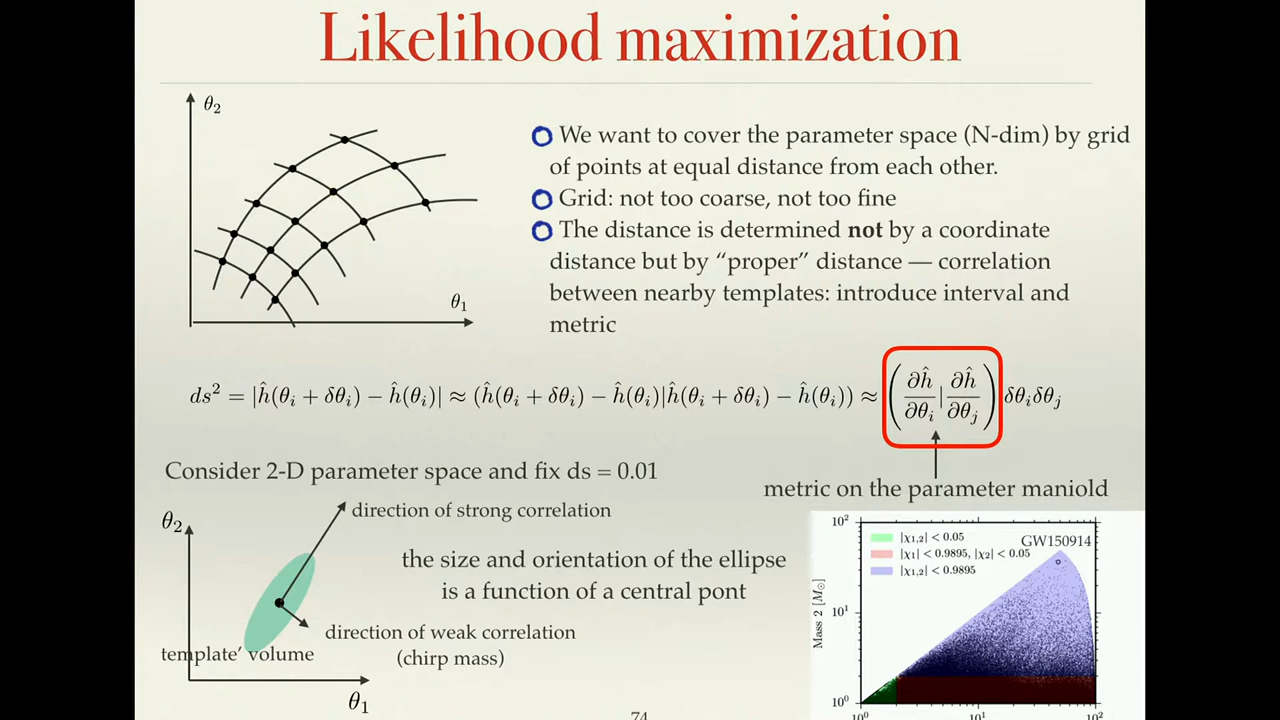 Likelihood maximization
θ₂
θ₁
We want to cover the parameter space (N-dim) by grid
of points at equal distance from each other.
Grid: not too coarse, not too fine
The distance is determined not by a coordinate
distance but by “proper” distance — correlation
between nearby templates: introduce interval and
metric
ds² = |ĥ(θᵢ + δθᵢ) − ĥ(θᵢ)| ≈ (ĥ(θᵢ + δθᵢ) − ĥ(θᵢ)|ĥ(θᵢ + δθᵢ) − ĥ(θᵢ)) ≈ (∂ĥ/∂θᵢ | ∂ĥ/∂θⱼ) δθᵢδθⱼ
metric on the parameter maniold
Consider 2-D parameter space and fix ds = 0.01
θ₂
direction of strong correlation
the size and orientation of the ellipse
is a function of a central pont
direction of weak correlation
(chirp mass)
template’ volume
θ₁
|χ₁,₂| < 0.05
GW150914
|χ₁| < 0.9895, |χ₂| < 0.05
|χ₁,₂| < 0.9895
Mass 2 [M⊙]
10²
10¹
10⁰
10⁰ 10¹ 10²
74